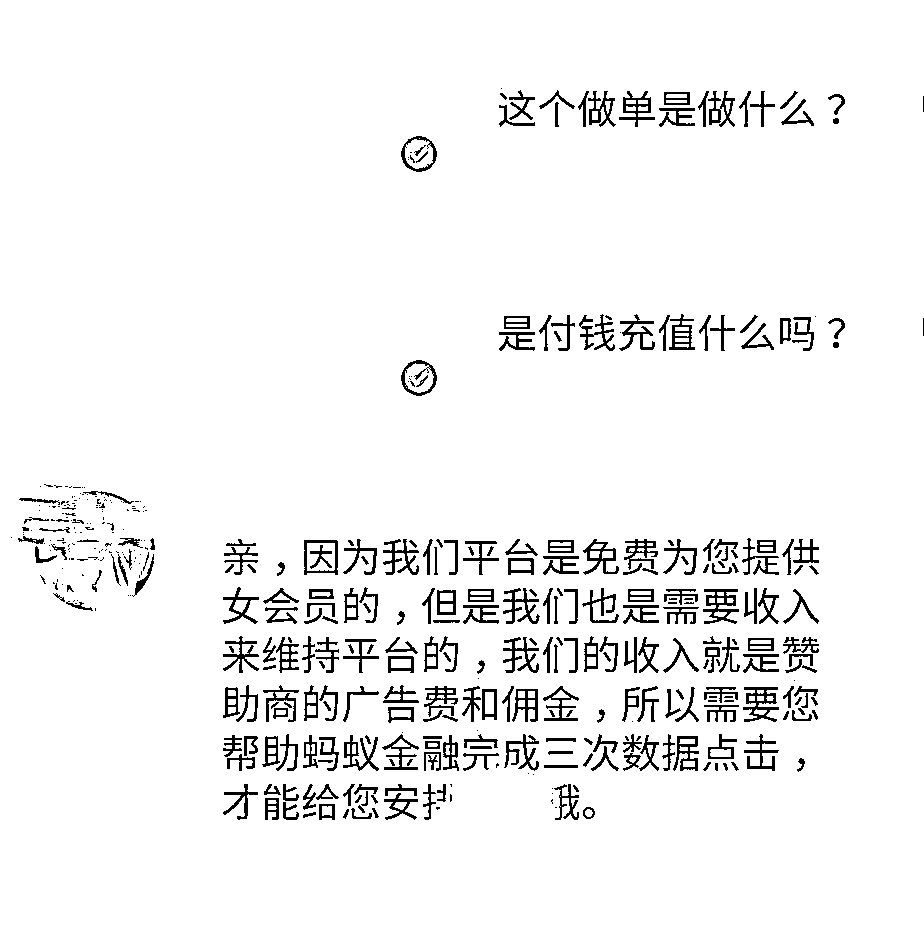 这个做单是做什么？
是付钱充值什么吗？
亲，因为我们平台是免费为您提供
女会员的，但是我们也是需要收入
来维持平台的，我们的收入就是赞
助商的广告费和佣金，所以需要您
帮助蚂蚁金融完成三次数据点击，
才能给您安 我。